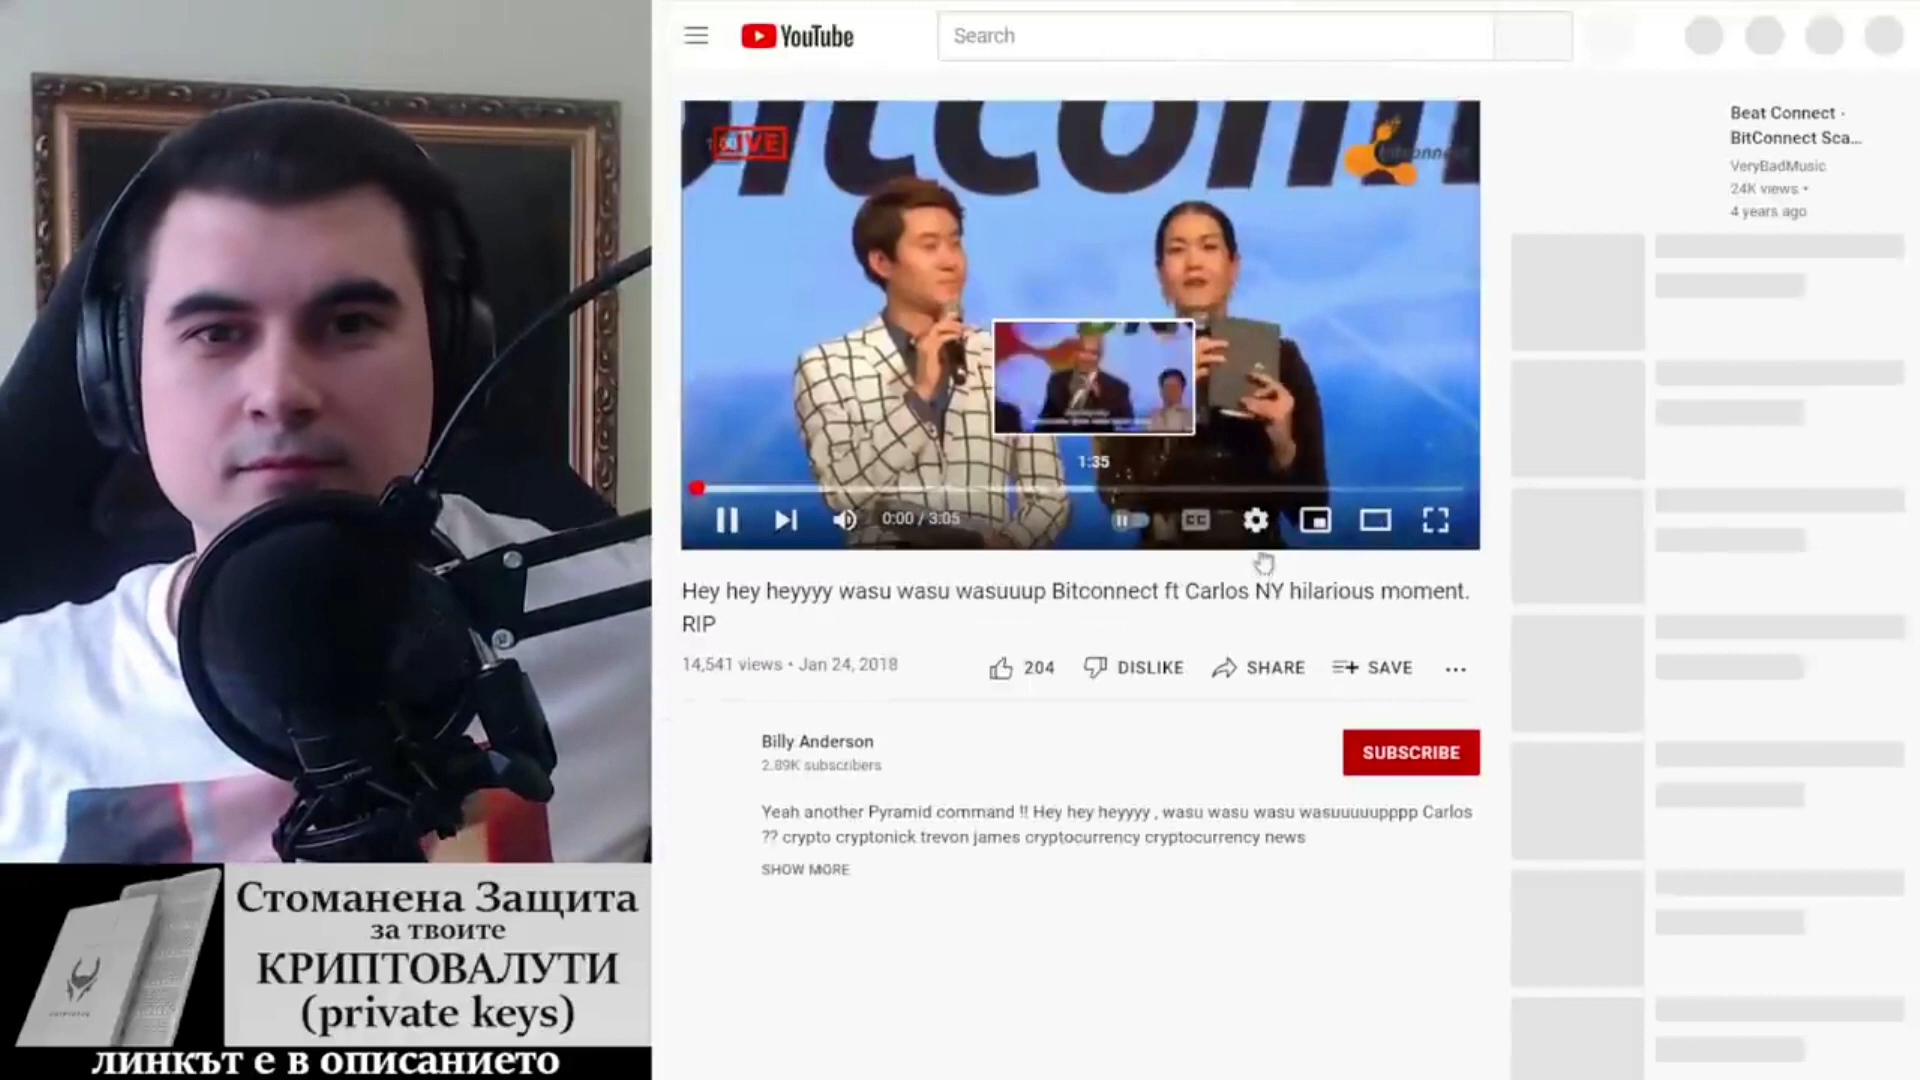 YouTube
Search
LIVE
bitconn
bitconnect
1:35
0:00 / 3:05
CC
Hey hey heyyyy wasu wasu wasuuup Bitconnect ft Carlos NY hilarious moment.
RIP
14,541 views • Jan 24, 2018
204
DISLIKE
SHARE
SAVE
Billy Anderson
2.89K subscribers
SUBSCRIBE
Yeah another Pyramid command !! Hey hey heyyyy , wasu wasu wasu wasuuuuupppp Carlos
?? crypto cryptonick trevon james cryptocurrency cryptocurrency news
SHOW MORE
Beat Connect -
BitConnect Sca...
VeryBadMusic
24K views •
4 years ago
Стоманена Защита
за твоите
КРИПТОВАЛУТИ
(private keys)
линкът е в описанието